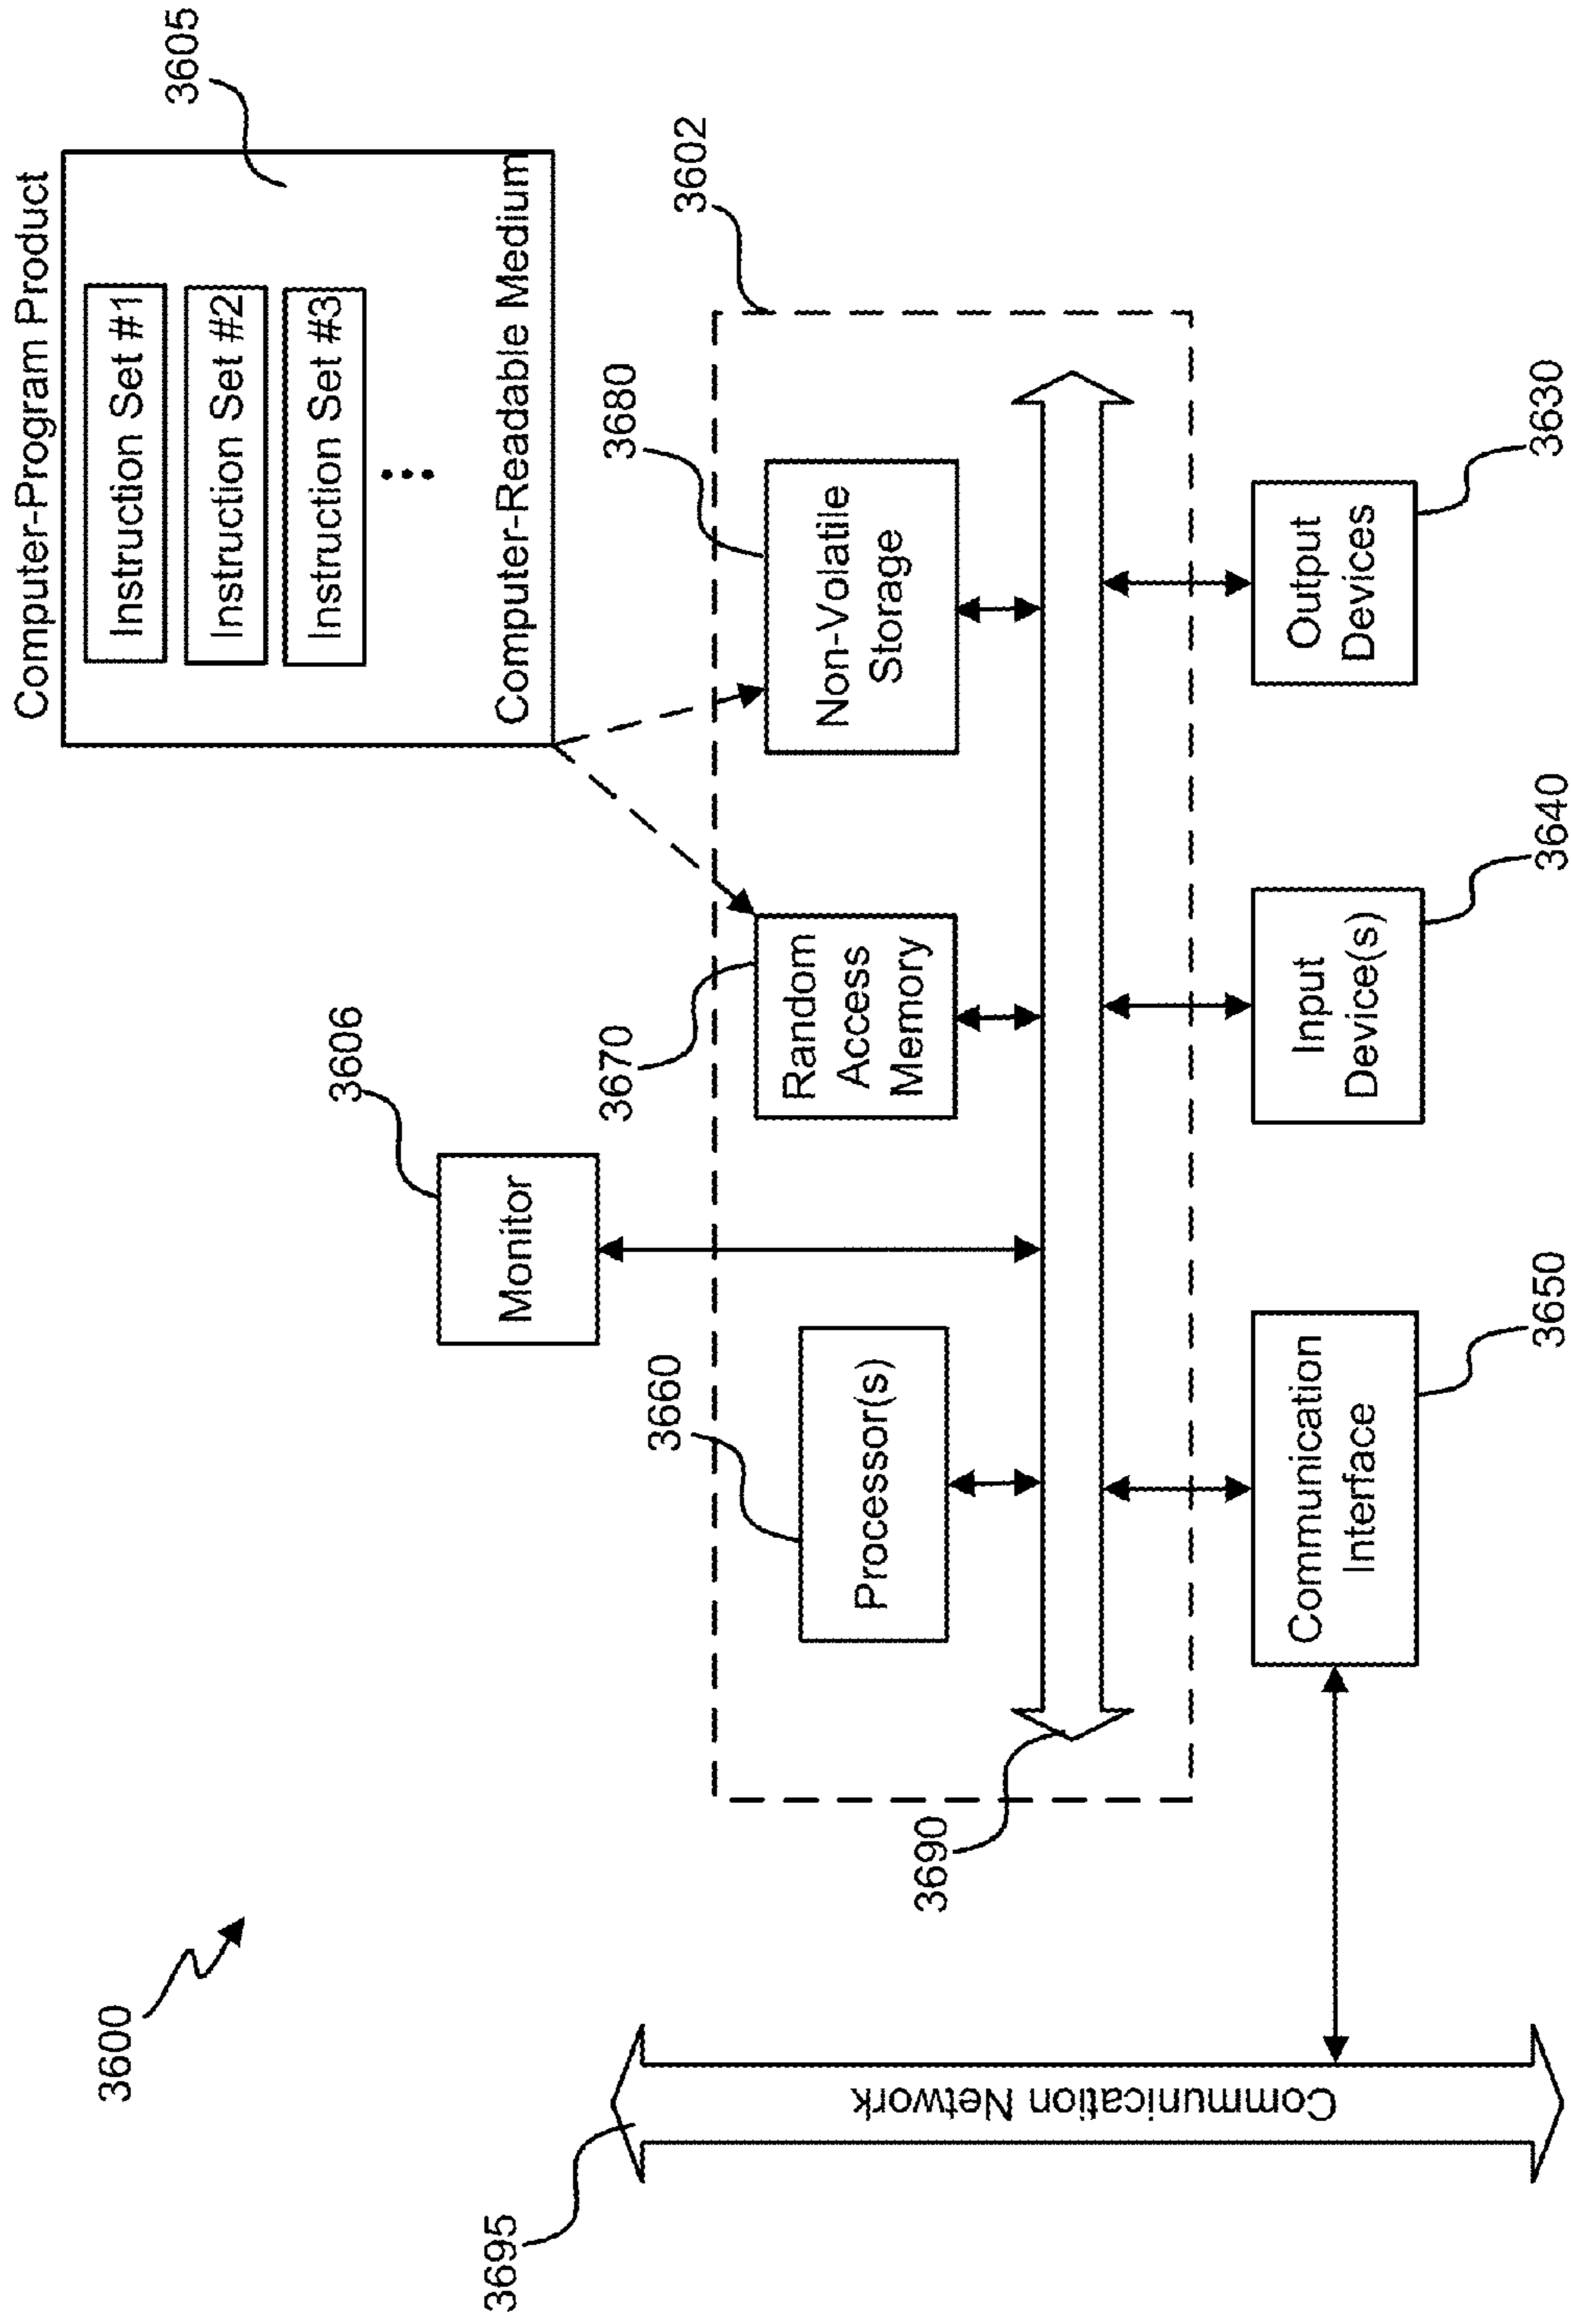 Computer-Program Product
3605
Instruction Set #1
Instruction Set #2
Instruction Set #3
Computer-Readable Medium
3600
3606
Monitor
3602
3660
3670
3680
Processor(s)
Random
Access
Memory
Non-Volatile
Storage
3690
3695
Communication Network
Communication
Interface
Input
Device(s)
Output
Devices
3650
3640
3630